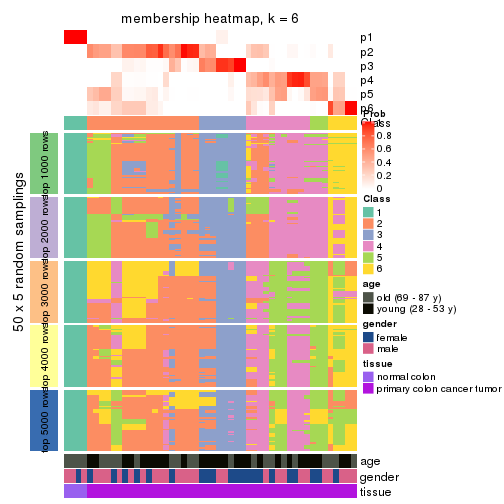 membership heatmap, k = 6
p1
p2
p3
p4
p5
p6
Class
50 x 5 random samplings
top 1000 rows
top 2000 rows
top 3000 rows
top 4000 rows
top 5000 rows
age
gender
tissue
Prob
1
0.8
0.6
0.4
0.2
0
Class
1
2
3
4
5
6
age
old (69 - 87 y)
young (28 - 53 y)
gender
female
male
tissue
normal colon
primary colon cancer tumor